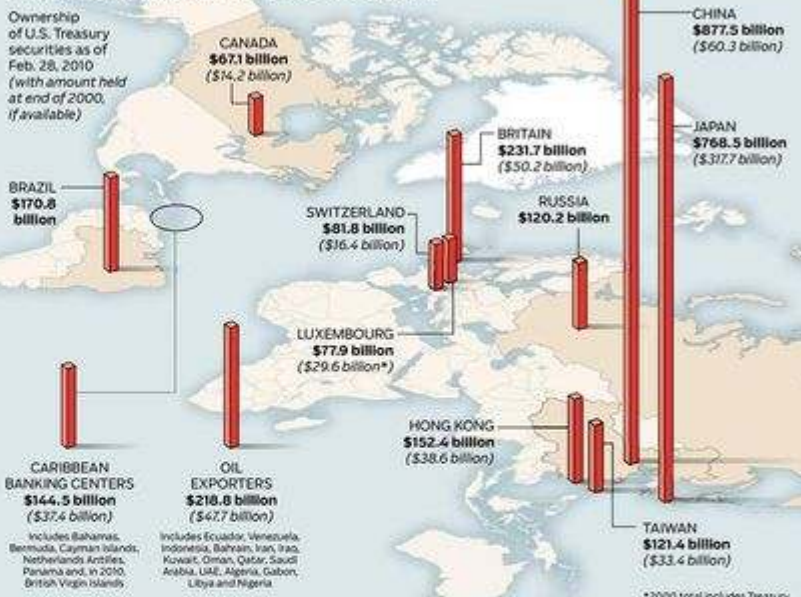 Ownership
of U.S. Treasury
securities as of
Feb. 28, 2010
(with amount held
at end of 2000,
if available)
CANADA
$67.1 billion
($14.2 billion)
CHINA
$877.5 billion
($60.3 billion)
BRITAIN
$231.7 billion
($50.2 billion)
JAPAN
$768.5 billion
($317.7 billion)
BRAZIL
$170.8
billion
SWITZERLAND
$81.8 billion
($16.4 billion)
RUSSIA
$120.2 billion
LUXEMBOURG
$77.9 billion
($29.6 billion*)
HONG KONG
$152.4 billion
($38.6 billion)
CARIBBEAN
BANKING CENTERS
$144.5 billion
($37.4 billion)
Includes Bahamas,
Bermuda, Cayman Islands,
Netherlands Antilles,
Panama and, in 2010,
British Virgin Islands
OIL
EXPORTERS
$218.8 billion
($47.7 billion)
Includes Ecuador, Venezuela,
Indonesia, Bahrain, Iran, Iraq,
Kuwait, Oman, Qatar, Saudi
Arabia, UAE, Algeria, Gabon,
Libya and Nigeria
TAIWAN
$121.4 billion
($33.4 billion)
*2000 total includes Treasury